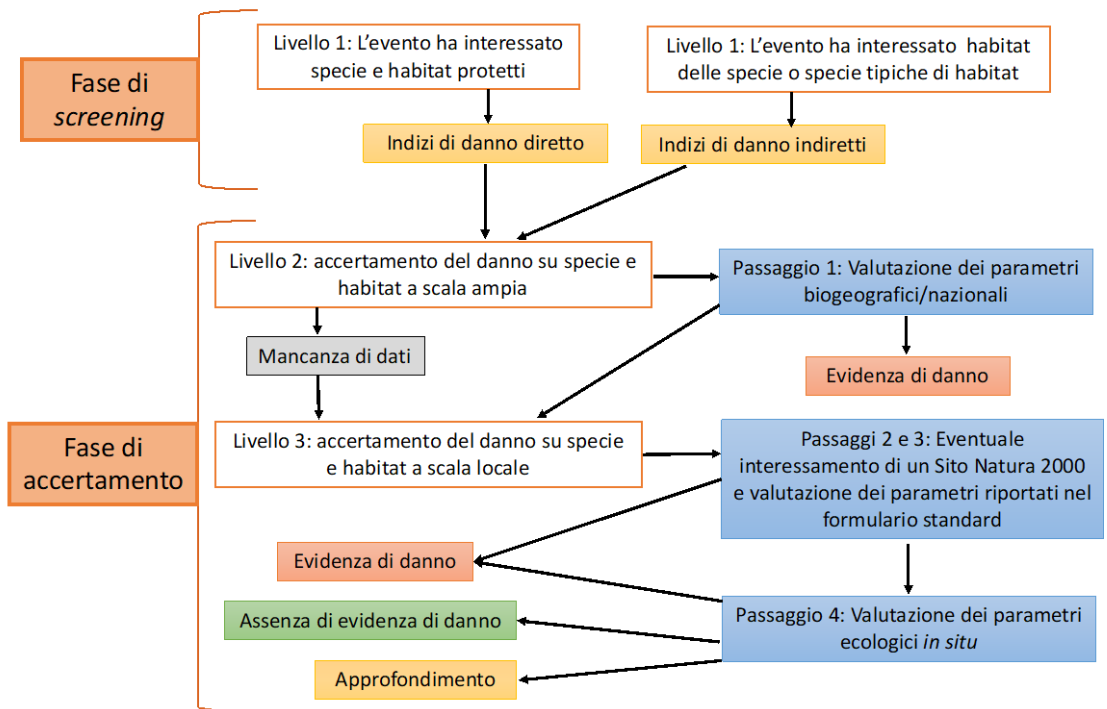 Fase di
screening
Livello 1: L'evento ha interessato
specie e habitat protetti
Livello 1: L'evento ha interessato  habitat
delle specie o specie tipiche di habitat
Indizi di danno diretto
Indizi di danno indiretti
Fase di
accertamento
Livello 2: accertamento del danno su specie e
habitat a scala ampia
Passaggio 1: Valutazione dei parametri
biogeografici/nazionali
Mancanza di dati
Evidenza di danno
Livello 3: accertamento del danno su specie
e habitat a scala locale
Passaggi 2 e 3: Eventuale
interessamento di un Sito Natura 2000
e valutazione dei parametri riportati nel
formulario standard
Evidenza di danno
Assenza di evidenza di danno
Passaggio 4: Valutazione dei parametri
ecologici in situ
Approfondimento